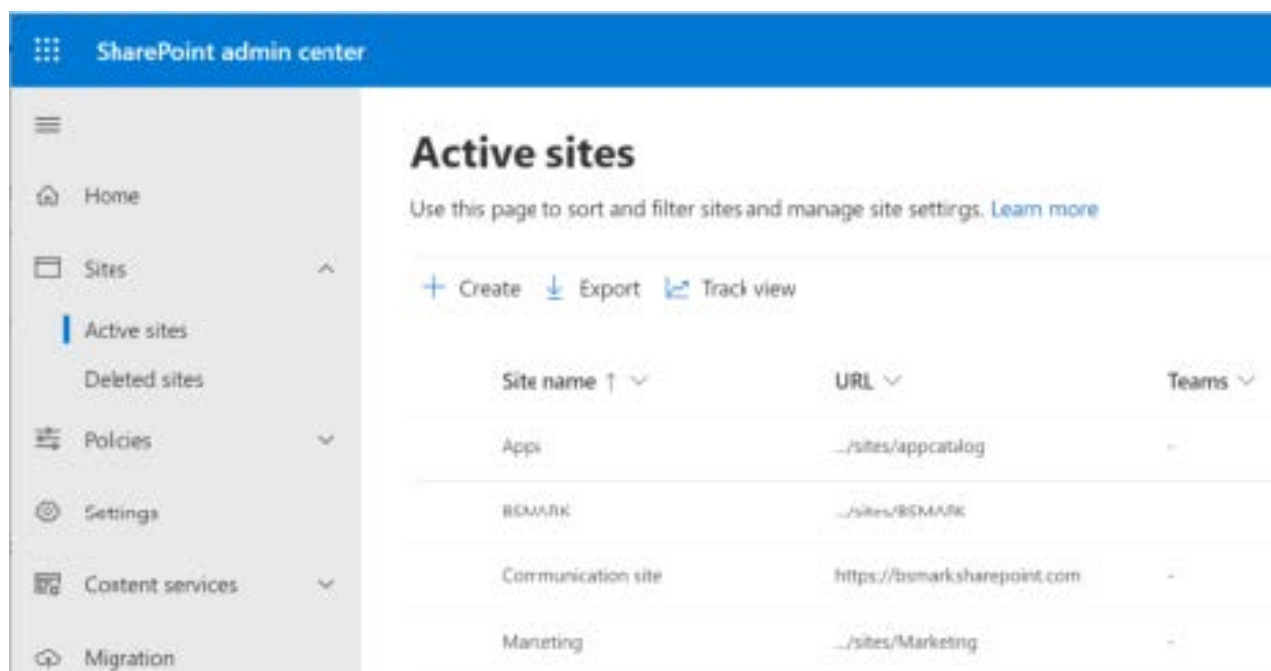 SharePoint admin center
Home
Sites
Active sites
Deleted sites
Polcies
Settings
Content services
Migration
Active sites
Use this page to sort and filter sites and manage site settings. Learn more
+ Create Export Track view
Site name ↑ URL Teams
Apps .../sites/appcatalog -
BSMARK .../sites/BSMARK
Communication site https://bsmarksharepoint.com -
Marketing .../sites/Marketing -